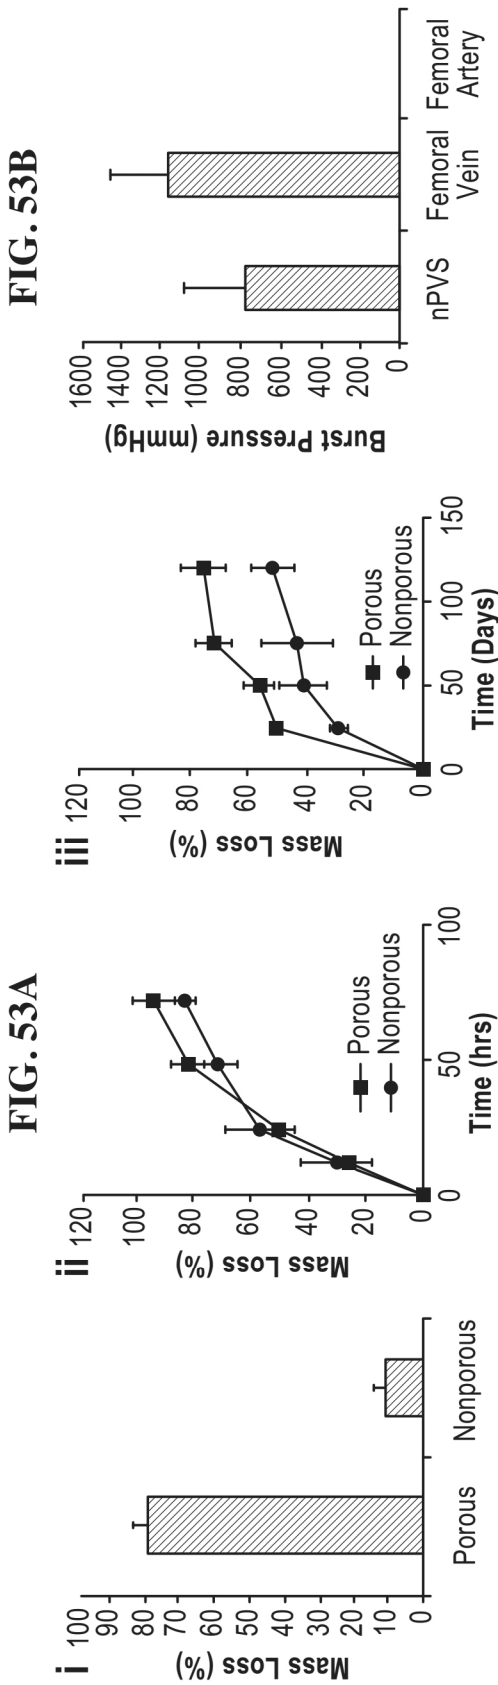 FIG. 53A
i
Mass Loss (%)
100
90
80
70
60
50
40
30
20
10
0
Porous
Nonporous
ii
Mass Loss (%)
120
100
80
60
40
20
0
0
50
100
Time (hrs)
Porous
Nonporous
iii
Mass Loss (%)
120
100
80
60
40
20
0
0
50
100
150
Time (Days)
Porous
Nonporous
FIG. 53B
Burst Pressure (mmHg)
1600
1400
1200
1000
800
600
400
200
0
nPVS
Femoral
Vein
Femoral
Artery